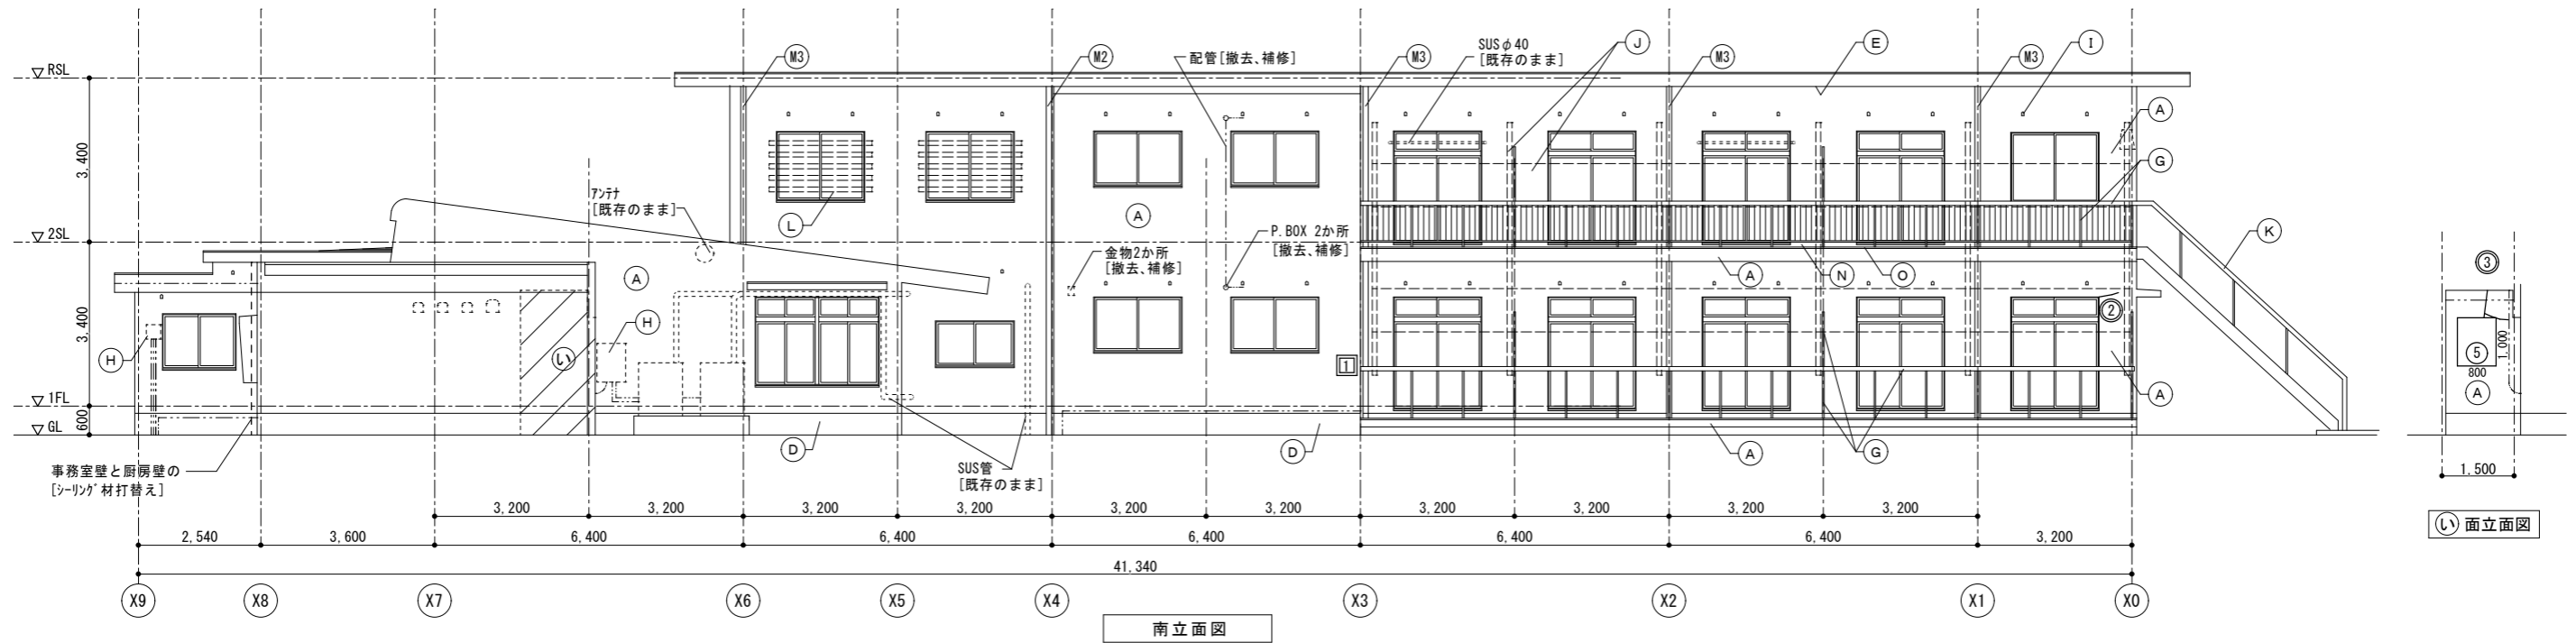 RSL
2SL
1FL
GL
3,400
3,400
600
M3
M2
配管[撤去、補修]
M3
SUSφ40
[既存のまま]
J
M3
E
M3
I
A
G
アンテナ
[既存のまま]
L
A
P.BOX 2か所
[撤去、補修]
金物2か所
[撤去、補修]
A
N
O
K
A
H
H
い
1
2
A
D
D
A
G
事務室壁と厨房壁の
[シーリング材打替え]
SUS管
[既存のまま]
3
5
1,000
800
A
1,500
い 面立面図
3,200
3,200
3,200
3,200
3,200
3,200
3,200
3,200
3,200
2,540
3,600
6,400
6,400
6,400
6,400
6,400
3,200
41,340
X9
X8
X7
X6
X5
X4
X3
X2
X1
X0
南立面図